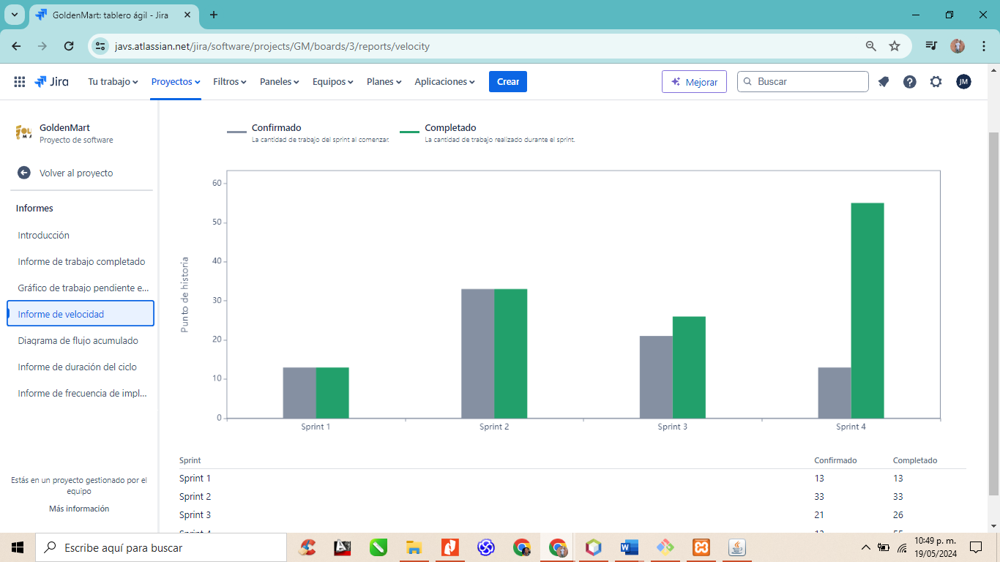 GoldenMart: tablero ágil - Jira
javs.atlassian.net/jira/software/projects/GM/boards/3/reports/velocity
Jira
Tu trabajo
Proyectos
Filtros
Paneles
Equipos
Planes
Aplicaciones
Crear
Mejorar
Buscar
JM
GoldenMart
Proyecto de software
Volver al proyecto
Informes
Introducción
Informe de trabajo completado
Gráfico de trabajo pendiente e...
Informe de velocidad
Diagrama de flujo acumulado
Informe de duración del ciclo
Informe de frecuencia de impl...
Estás en un proyecto gestionado por el
equipo
Más información
Confirmado
La cantidad de trabajo del sprint al comenzar.
Completado
La cantidad de trabajo realizado durante el sprint.
Punto de historia
60
50
40
30
20
10
0
Sprint 1 Sprint 2 Sprint 3 Sprint 4
Sprint Confirmado Completado
Sprint 1 13 13
Sprint 2 33 33
Sprint 3 21 26
Sprint 4 13 55
Escribe aquí para buscar
10:49 p. m.
19/05/2024